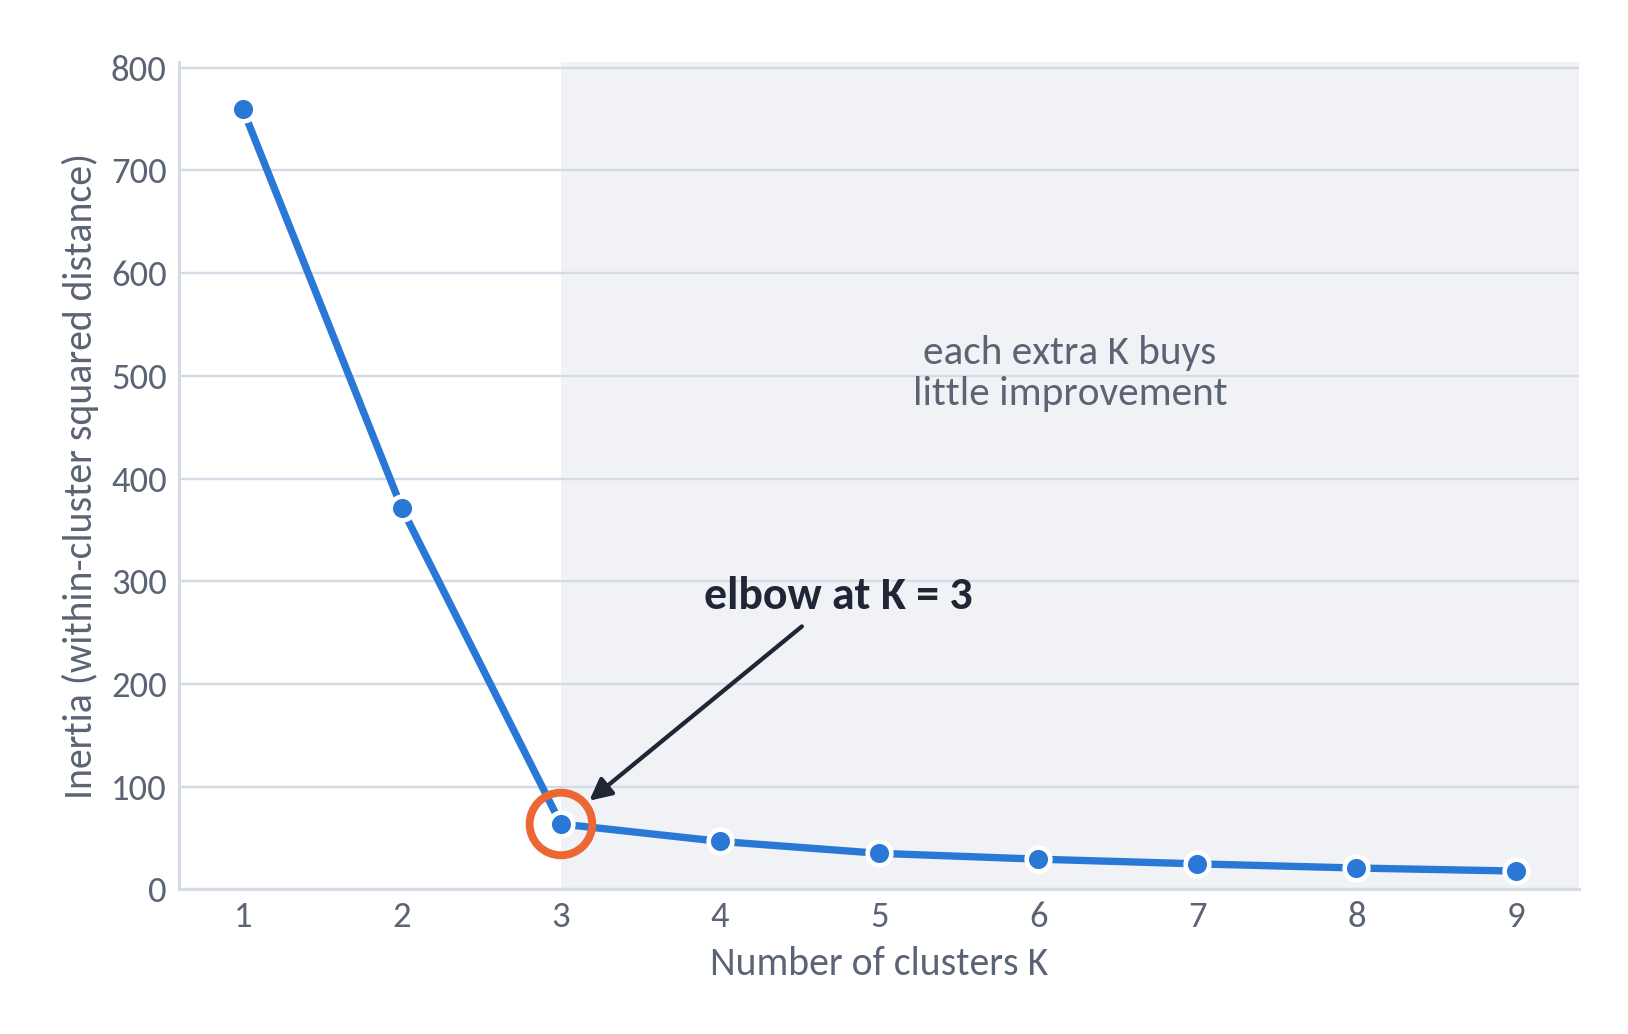 800
700
600
500
400
300
200
100
0
Inertia (within-cluster squared distance)
each extra K buys
little improvement
elbow at K = 3
1 2 3 4 5 6 7 8 9
Number of clusters K